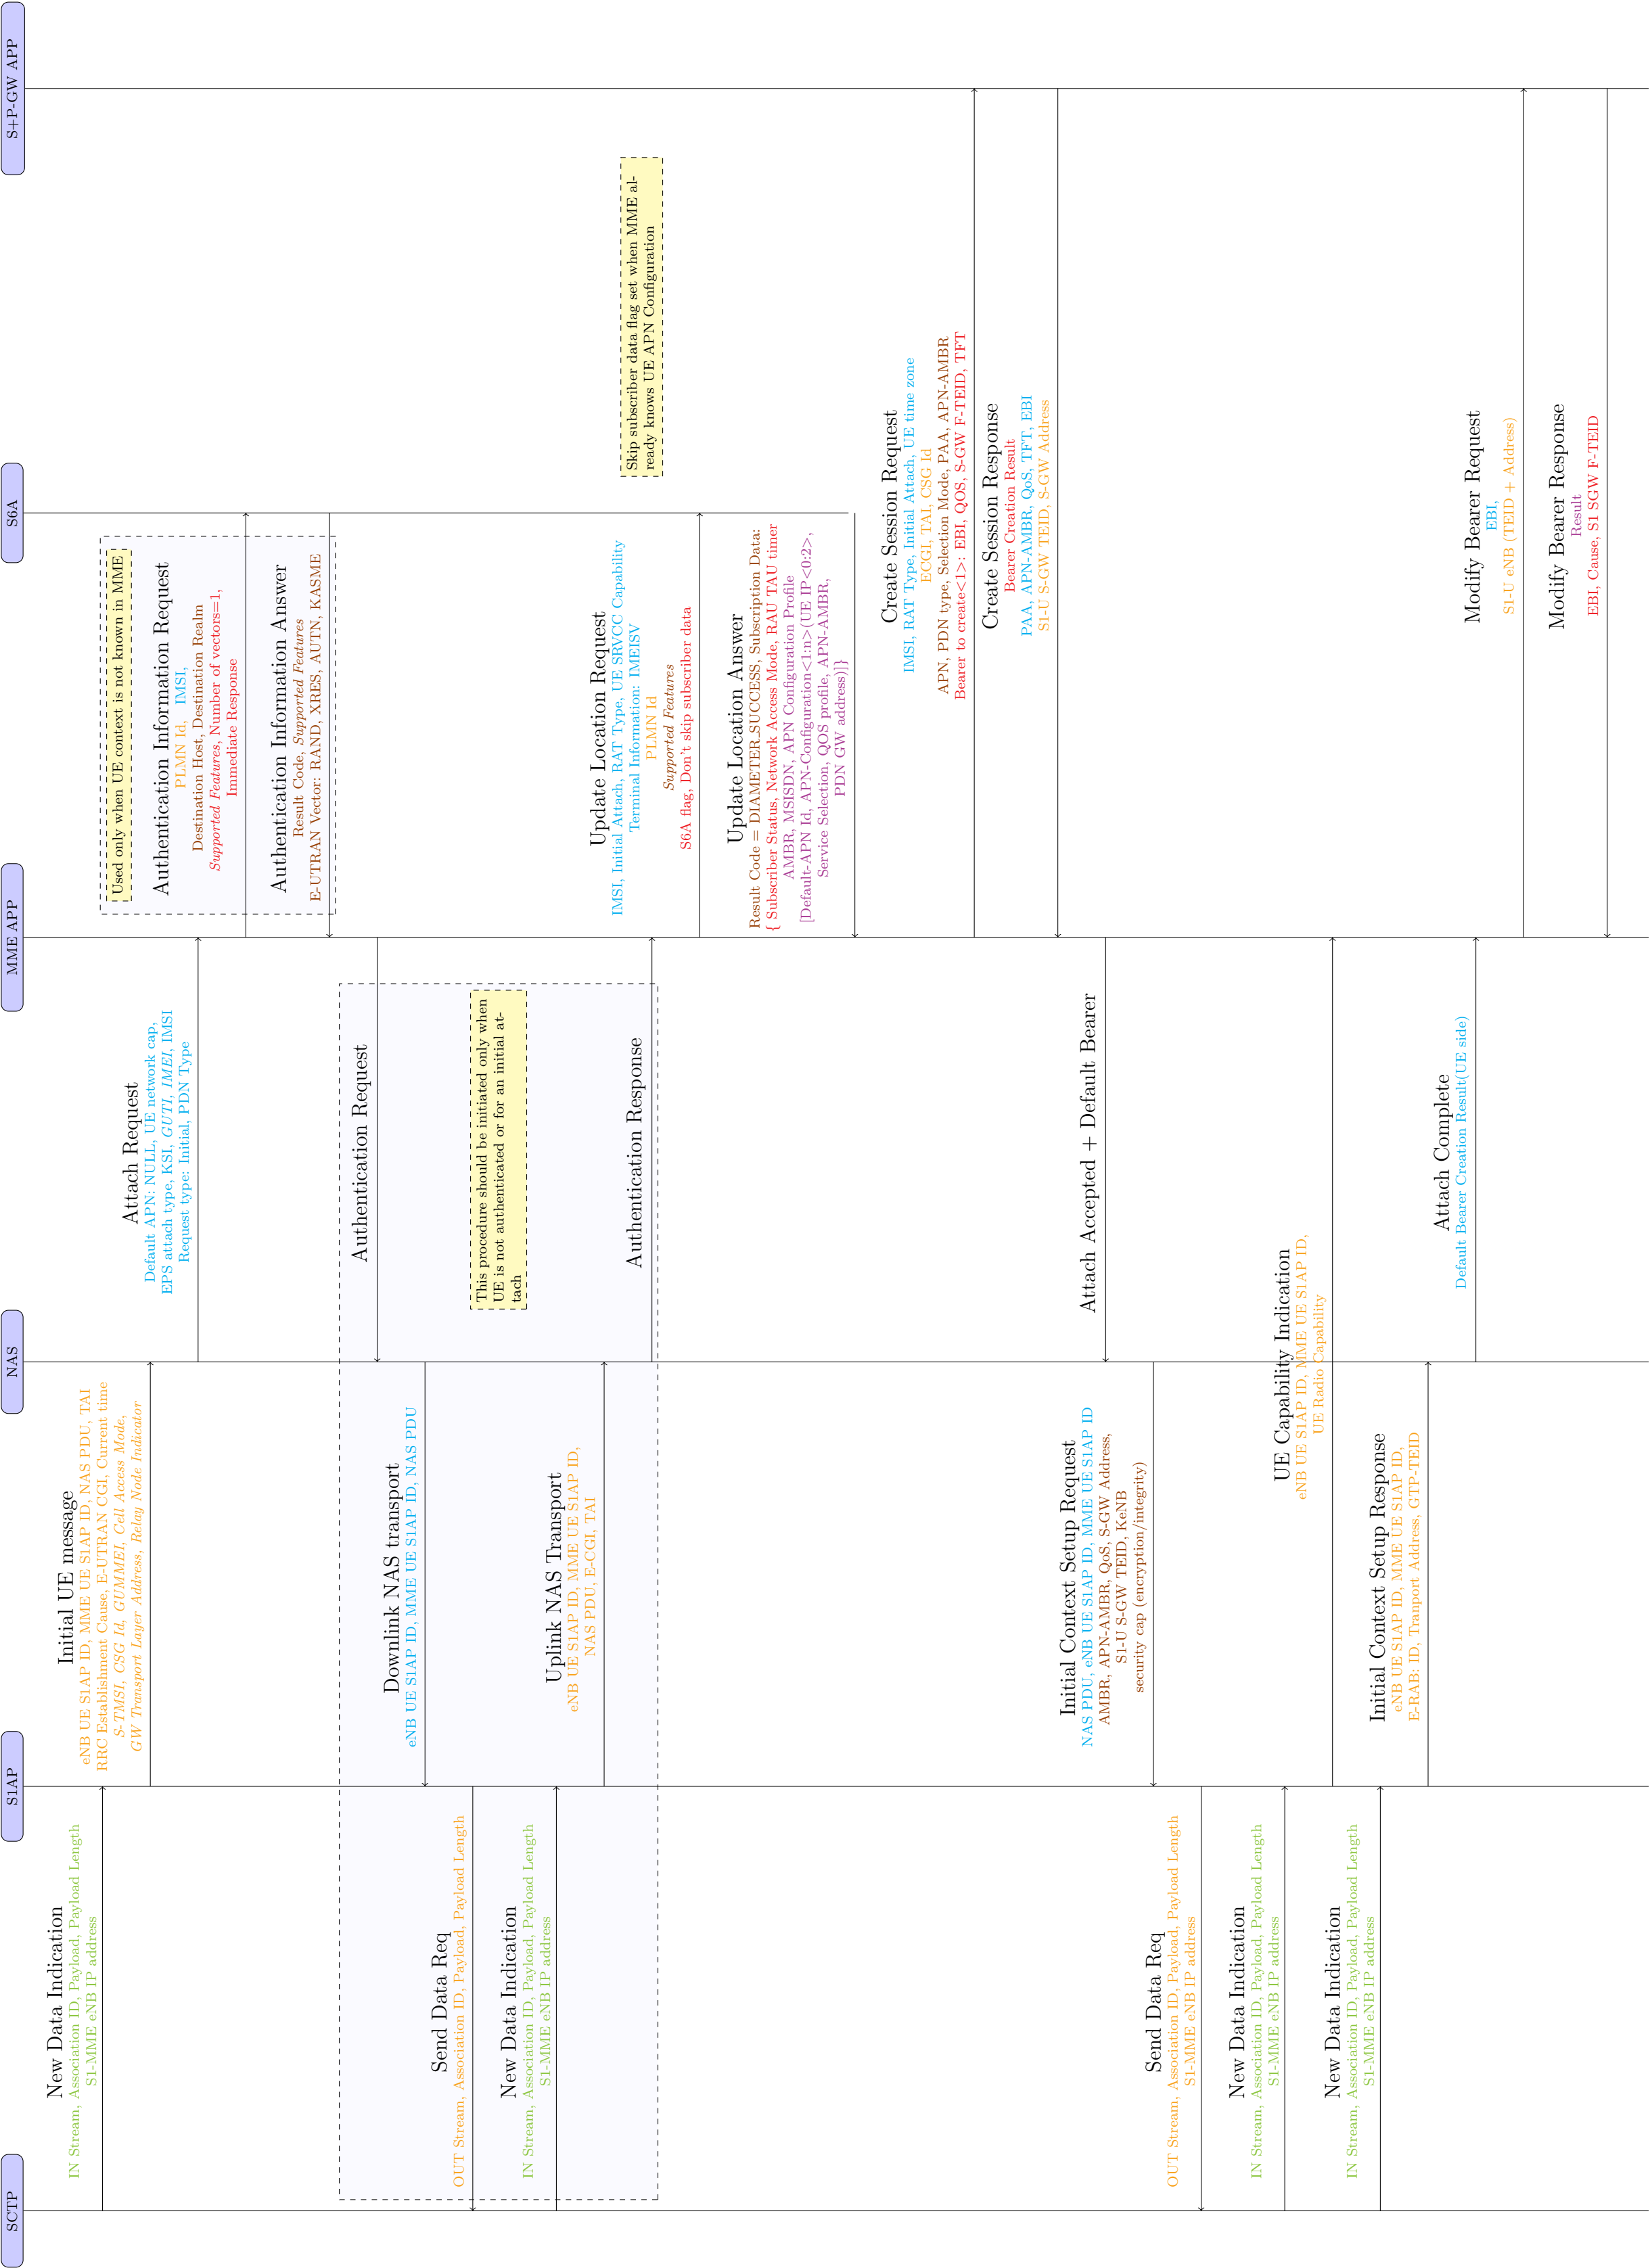 SCTP
S1AP
NAS
MME APP
S6A
S+P-GW APP
New Data Indication
IN Stream, Association ID, Payload, Payload Length
S1-MME eNB IP address
Initial UE message
eNB UE S1AP ID, MME UE S1AP ID, NAS PDU, TAI
RRC Establishment Cause, E-UTRAN CGI, Current time
S-TMSI, CSG Id, GUMMEI, Cell Access Mode,
GW Transport Layer Address, Relay Node Indicator
Attach Request
Default APN: NULL, UE network cap,
EPS attach type, KSI, GUTI, IMEI, IMSI
Request type: Initial, PDN Type
Used only when UE context is not known in MME
Authentication Information Request
PLMN Id, IMSI,
Destination Host, Destination Realm
Supported Features, Number of vectors=1,
Immediate Response
Authentication Information Answer
Result Code, Supported Features
E-UTRAN Vector: RAND, XRES, AUTN, KASME
Authentication Request
Downlink NAS transport
eNB UE S1AP ID, MME UE S1AP ID, NAS PDU
Send Data Req
OUT Stream, Association ID, Payload, Payload Length
This procedure should be initiated only when
UE is not authenticated or for an initial at-
tach
New Data Indication
IN Stream, Association ID, Payload, Payload Length
S1-MME eNB IP address
Uplink NAS Transport
eNB UE S1AP ID, MME UE S1AP ID,
NAS PDU, E-CGI, TAI
Authentication Response
Update Location Request
IMSI, Initial Attach, RAT Type, UE SRVCC Capability
Terminal Information: IMEISV
PLMN Id
Supported Features
S6A flag, Don't skip subscriber data
Skip subscriber data flag set when MME al-
ready knows UE APN Configuration
Update Location Answer
Result Code = DIAMETER_SUCCESS, Subscription Data:
{ Subscriber Status, Network Access Mode, RAU TAU timer
AMBR, MSISDN, APN Configuration Profile
[Default-APN Id, APN-Configuration<1:n>(UE IP<0:2>,
Service Selection, QOS profile, APN-AMBR,
PDN GW address)]}
Create Session Request
IMSI, RAT Type, Initial Attach, UE time zone
ECGI, TAI, CSG Id
APN, PDN type, Selection Mode, PAA, APN-AMBR
Bearer to create<1>: EBI, QOS, S-GW F-TEID, TFT
Create Session Response
Bearer Creation Result
PAA, APN-AMBR, QoS, TFT, EBI
S1-U S-GW TEID, S-GW Address
Attach Accepted + Default Bearer
Initial Context Setup Request
NAS PDU, eNB UE S1AP ID, MME UE S1AP ID
AMBR, APN-AMBR, QoS, S-GW Address,
S1-U S-GW TEID, KeNB
security cap (encryption/integrity)
Send Data Req
OUT Stream, Association ID, Payload, Payload Length
S1-MME eNB IP address
New Data Indication
IN Stream, Association ID, Payload, Payload Length
S1-MME eNB IP address
UE Capability Indication
eNB UE S1AP ID, MME UE S1AP ID,
UE Radio Capability
New Data Indication
IN Stream, Association ID, Payload, Payload Length
S1-MME eNB IP address
Initial Context Setup Response
eNB UE S1AP ID, MME UE S1AP ID,
E-RAB: ID, Tranport Address, GTP-TEID
Attach Complete
Default Bearer Creation Result(UE side)
Modify Bearer Request
EBI,
S1-U eNB (TEID + Address)
Modify Bearer Response
Result
EBI, Cause, S1 SGW F-TEID